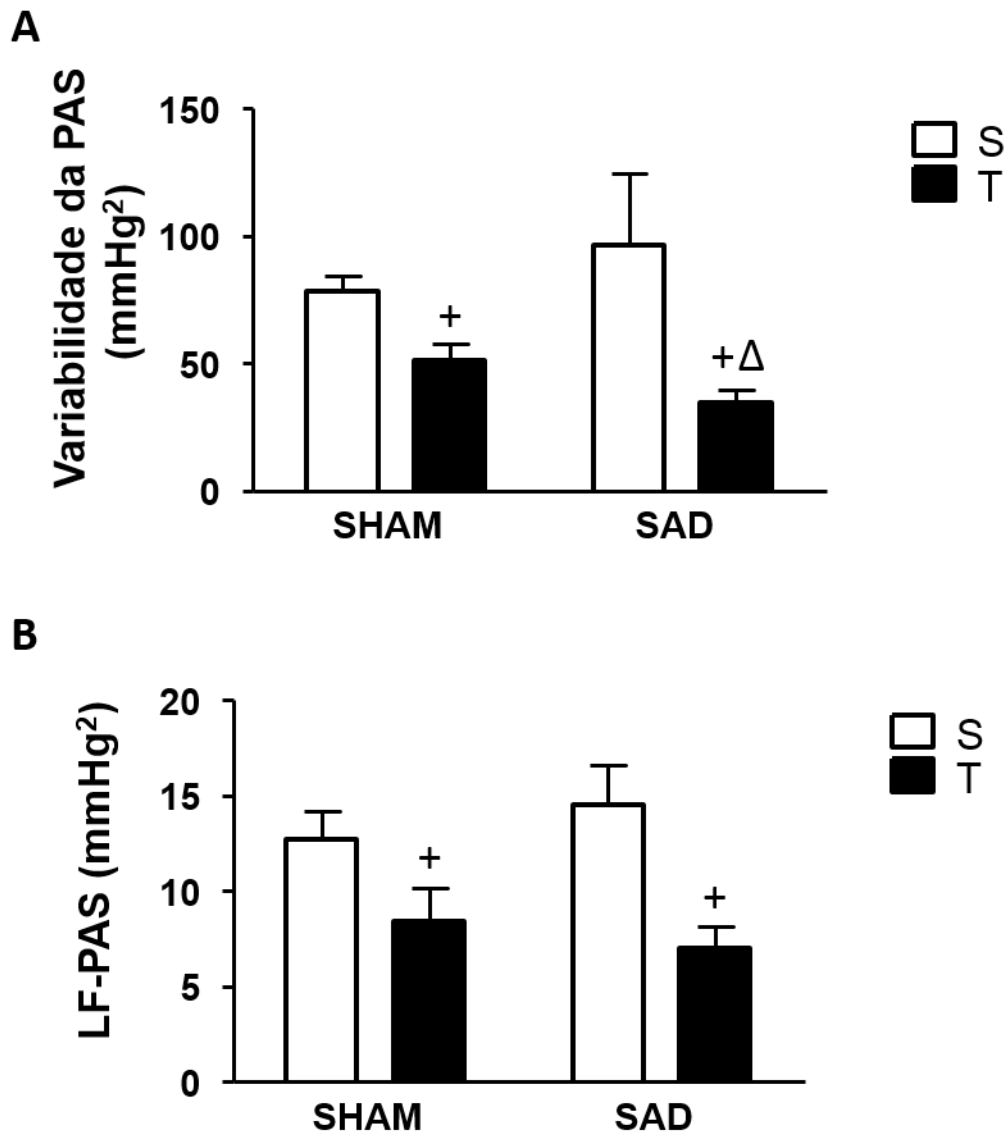 A
Variabilidade da PAS
(mmHg²)
150
100
50
0
+
+Δ
SHAM
SAD
S
T
B
LF-PAS (mmHg²)
20
15
10
5
0
+
+
SHAM
SAD
S
T